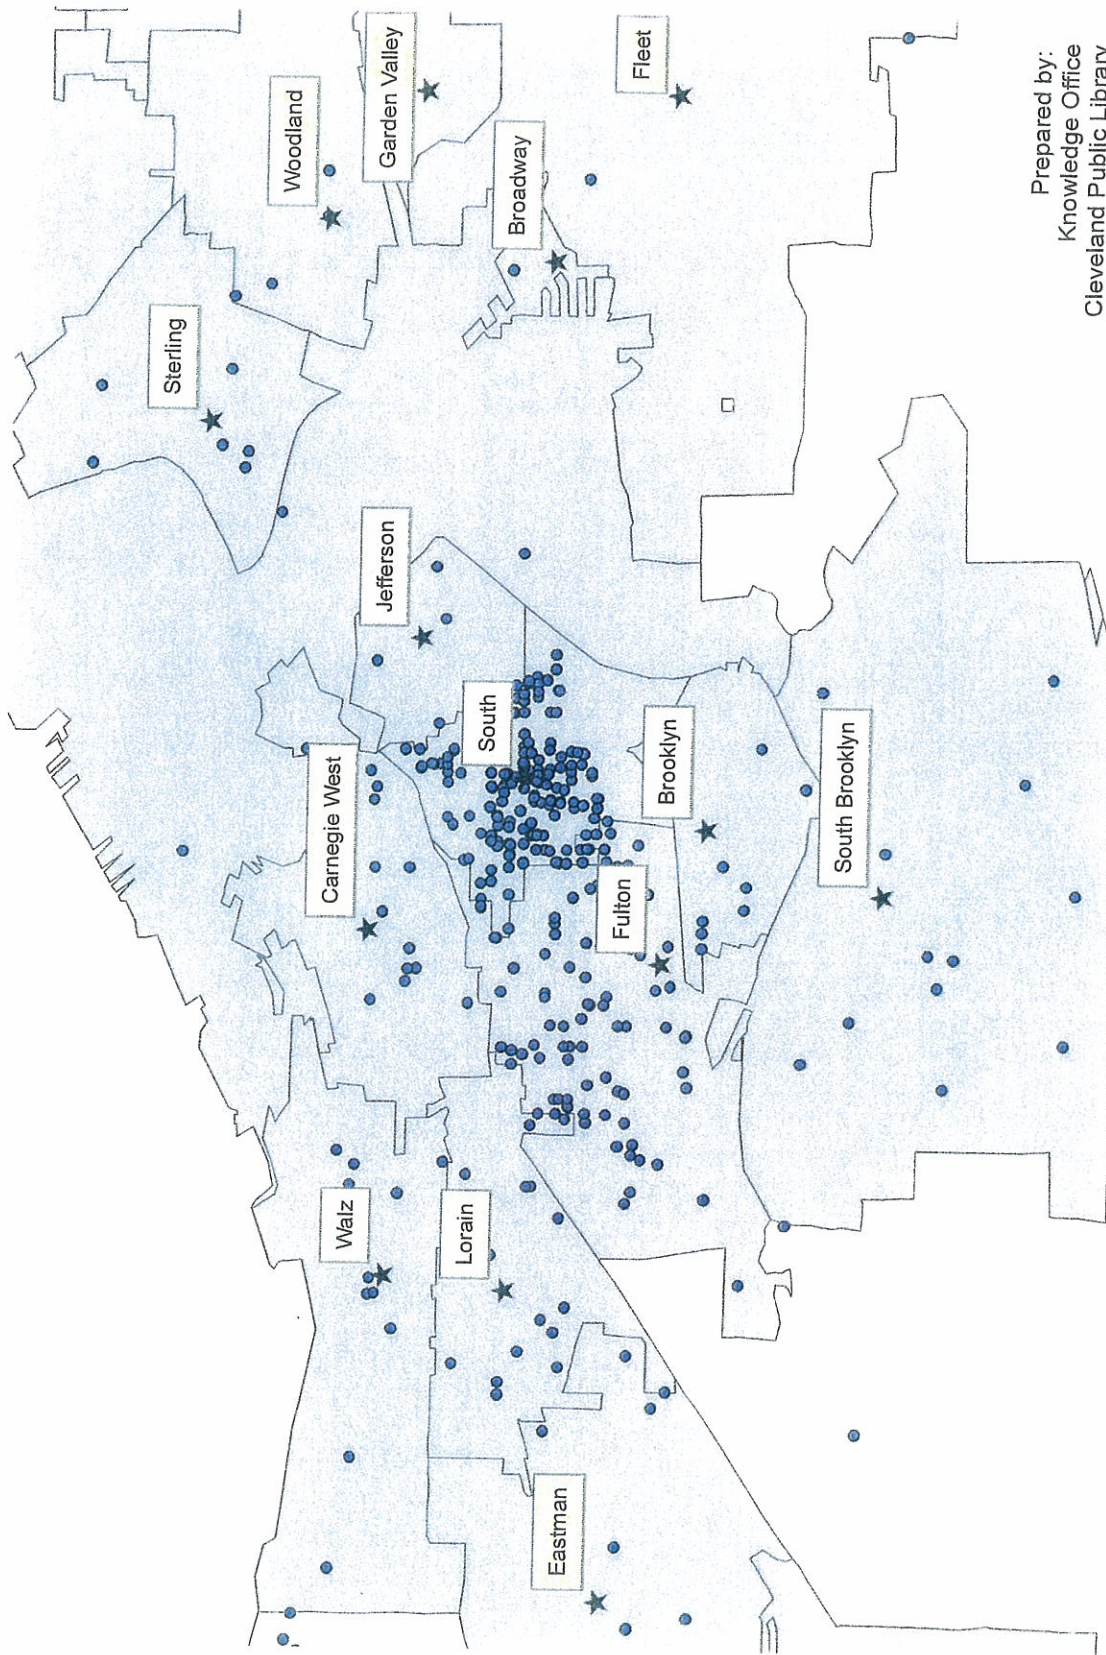 Sterling
Woodland
Garden Valley
Jefferson
Carnegie West
Broadway
Fleet
South
Walz
Lorain
Brooklyn
Fulton
South Brooklyn
Eastman
Prepared by:
Knowledge Office
Cleveland Public Library